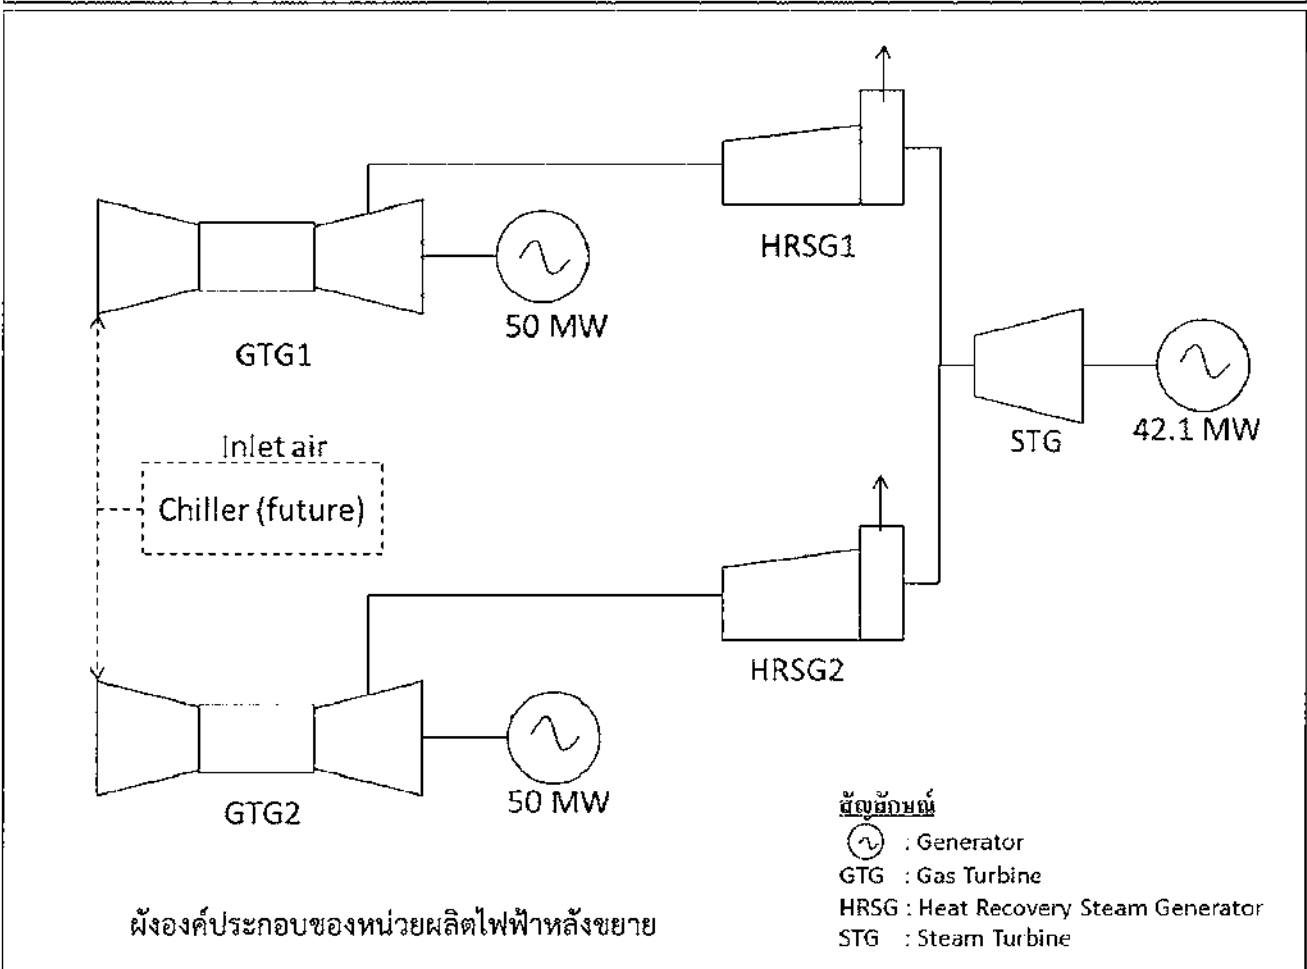 HRSG1
50 MW
GTG1
STG
42.1 MW
Inlet air
Chiller (future)
HRSG2
50 MW
GTG2
สัญลักษณ์
: Generator
GTG : Gas Turbine
HRSG : Heat Recovery Steam Generator
STG : Steam Turbine
ผังองค์ประกอบของหน่วยผลิตไฟฟ้าหลังขยาย